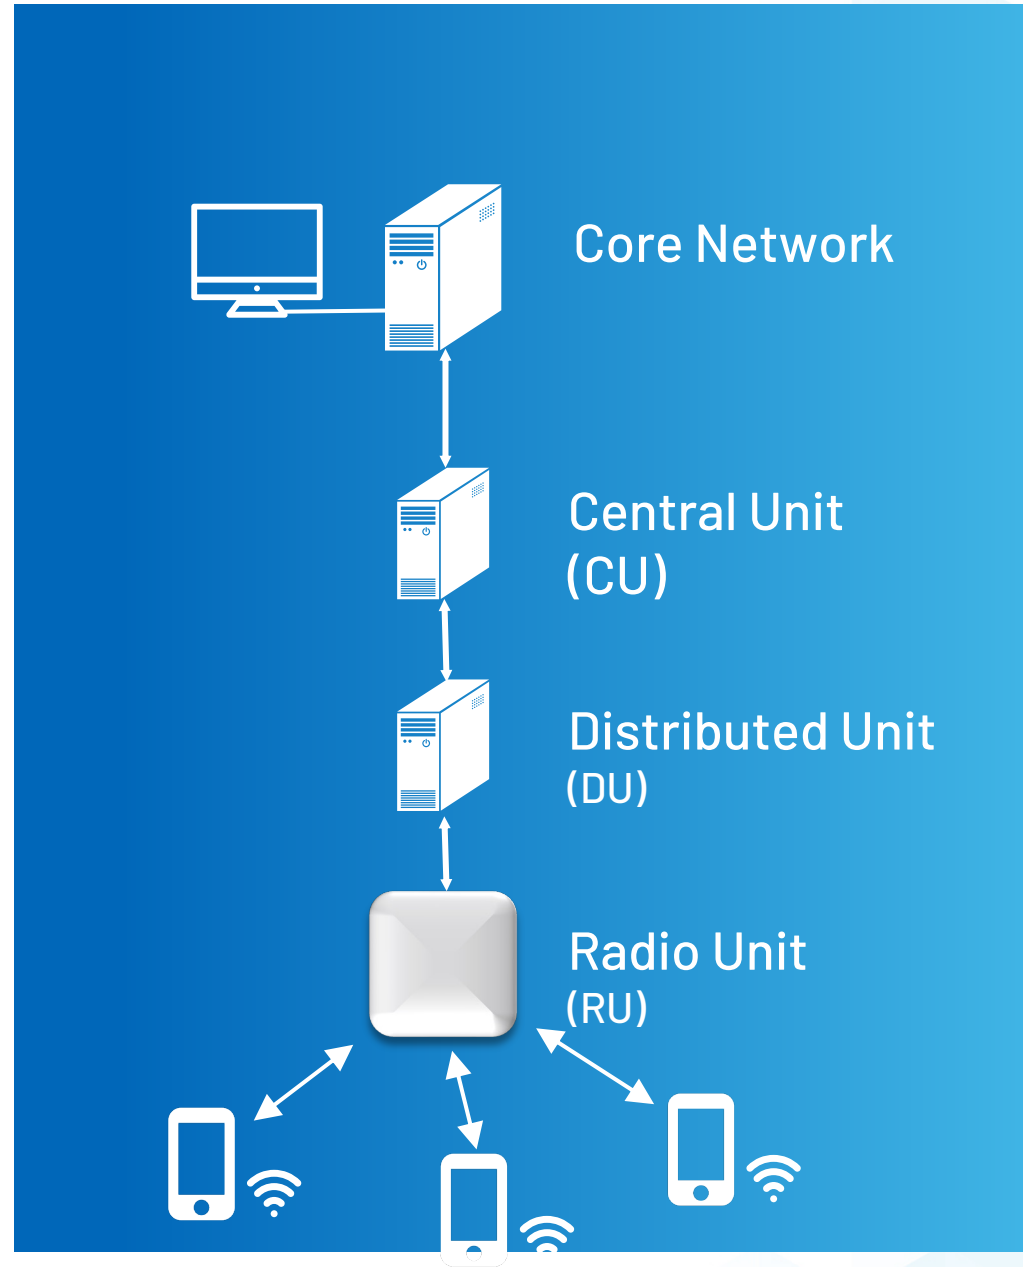 Core Network
Central Unit
(CU)
Distributed Unit
(DU)
Radio Unit
(RU)